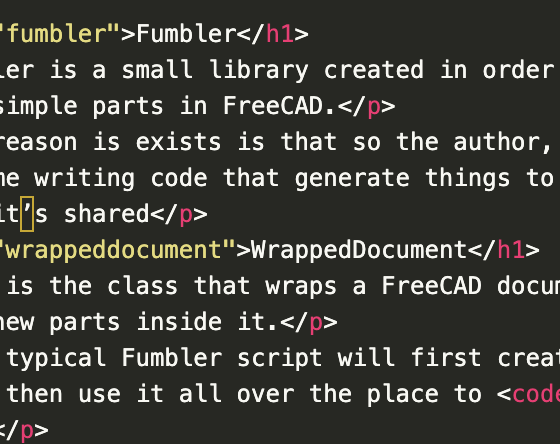 "fumbler">Fumbler</h1>
ler is a small library created in order
simple parts in FreeCAD.</p>
reason is exists is that so the author,
me writing code that generate things to
it’s shared</p>
"wrappeddocument">WrappedDocument</h1>
is the class that wraps a FreeCAD docum
new parts inside it.</p>
typical Fumbler script will first creat
then use it all over the place to <code
</p>